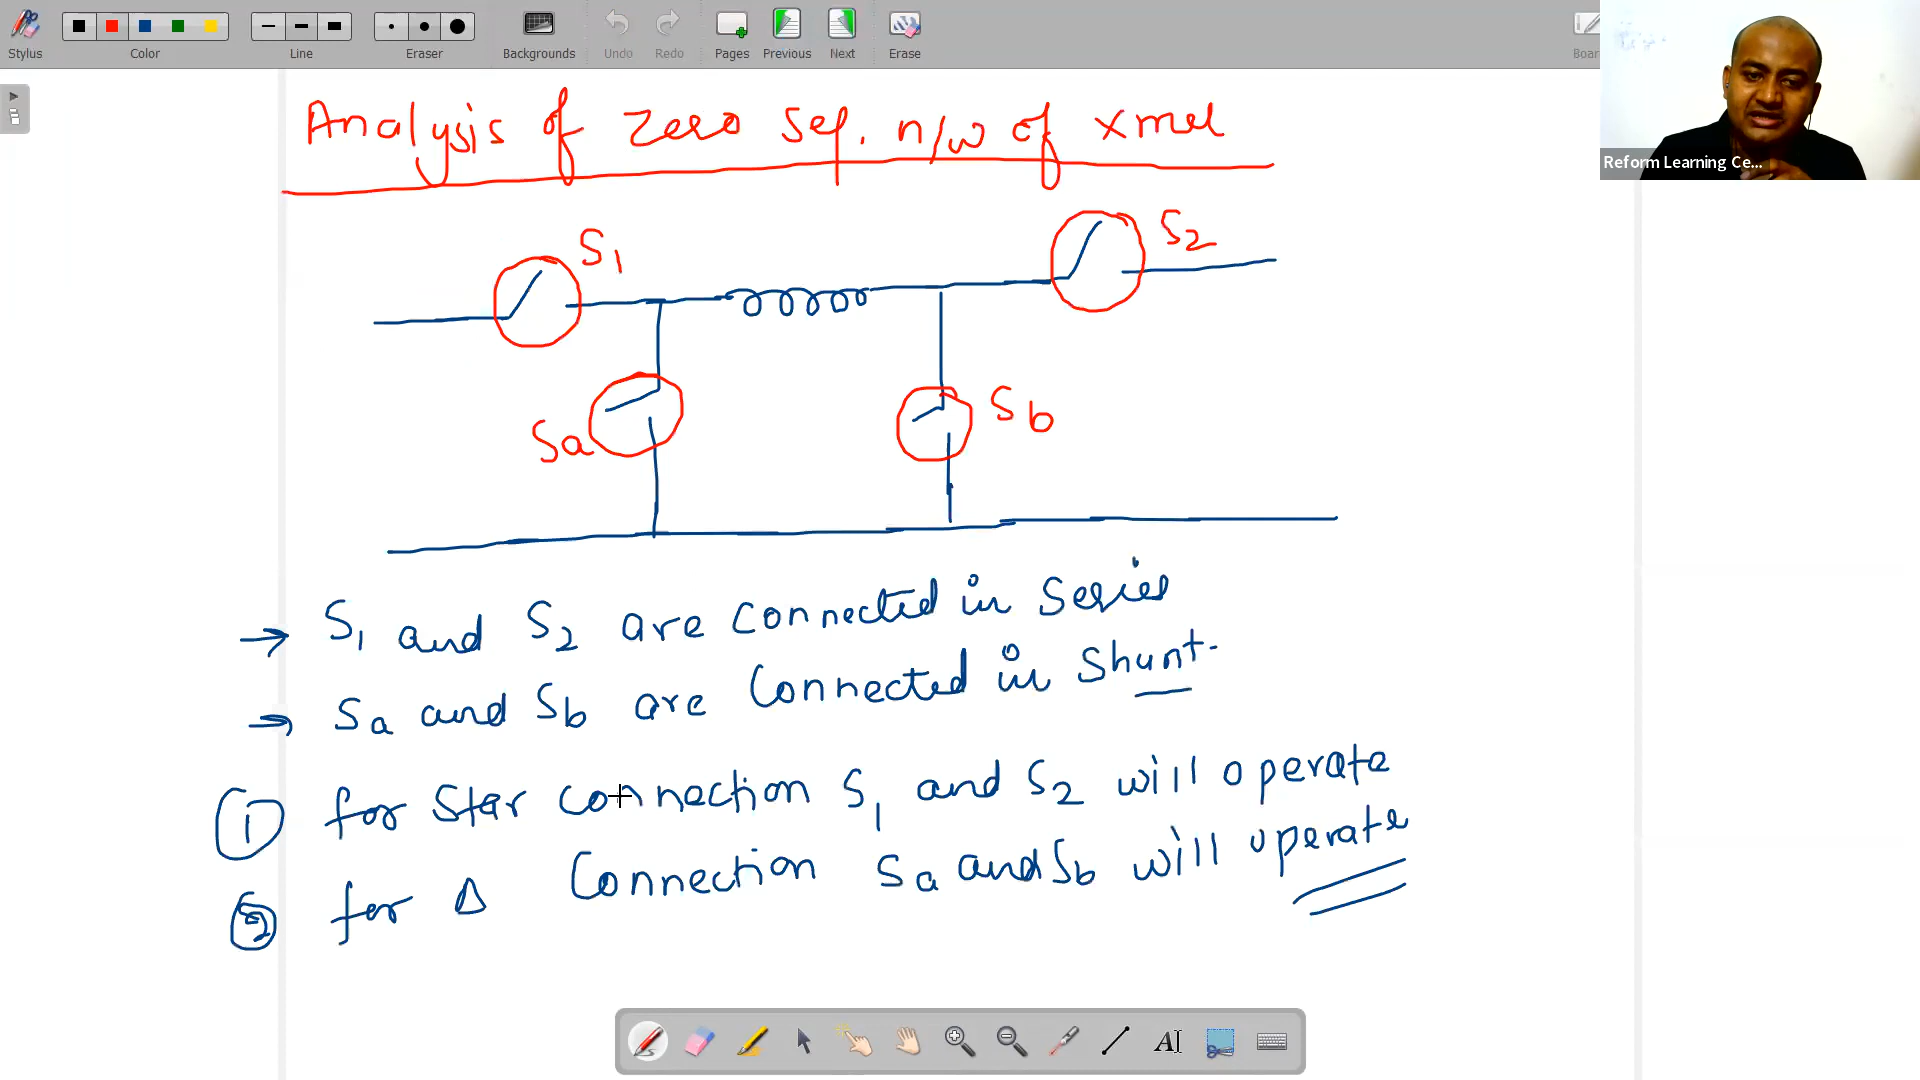 Stylus
Color
Line
Eraser
Backgrounds
Undo
Redo
Pages
Previous
Next
Erase
Boar
Reform Learning Ce...
Analysis of Zero Seq. n/w of xmer
S1
S2
Sa
Sb
→ S1 and S2 are connected in Series
→ Sa and Sb are Connected in Shunt.
① for Star connection S1 and S2 will operate
② for Δ Connection Sa and Sb will operate
AI